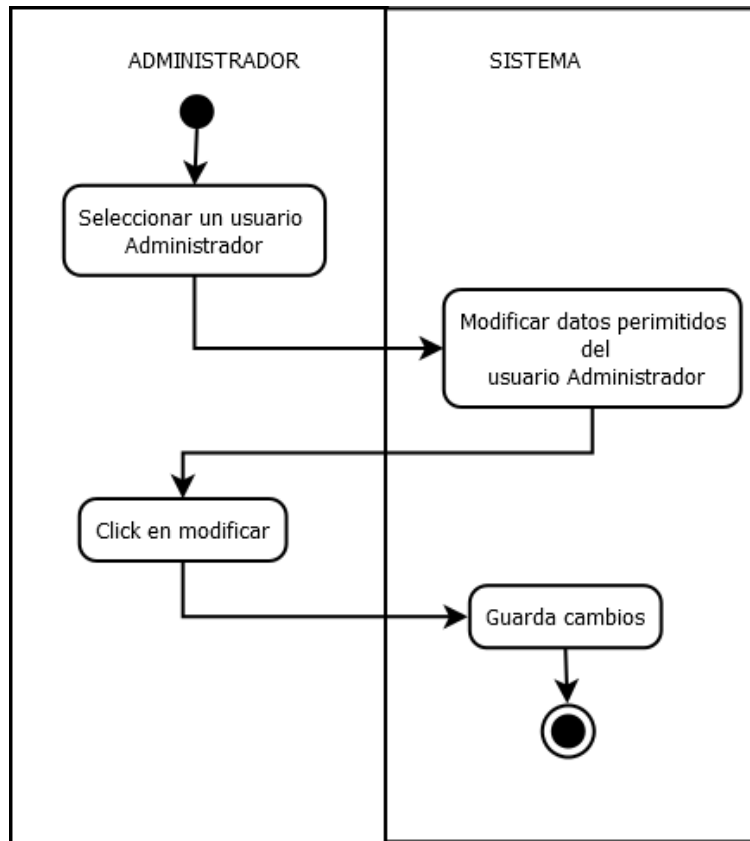 ADMINISTRADOR
SISTEMA
Seleccionar un usuario
Administrador
Modificar datos perimitidos
del
usuario Administrador
Click en modificar
Guarda cambios